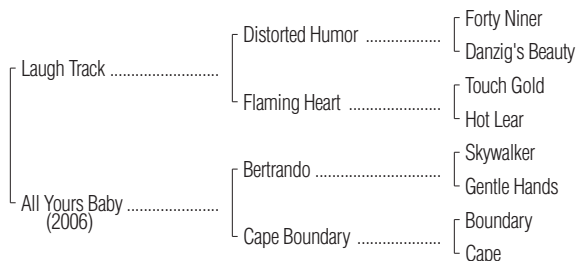 Forty Niner
Distorted Humor ..................
Danzig's Beauty
Laugh Track ..........................
Touch Gold
Flaming Heart ......................
Hot Lear
Skywalker
Bertrando ..............................
Gentle Hands
All Yours Baby ......................
(2006)
Boundary
Cape Boundary ....................
Cape